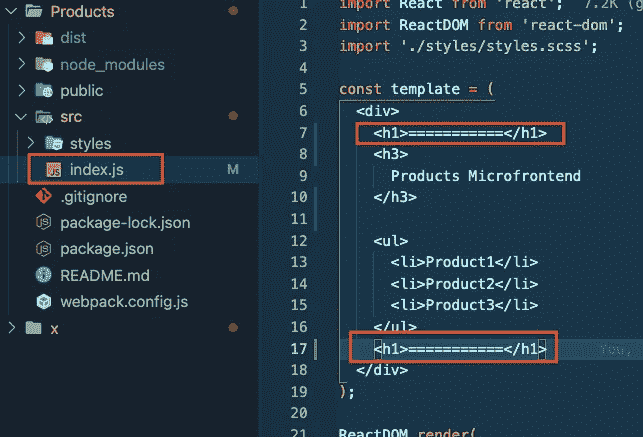 Products
dist
node_modules
public
src
styles
index.js M
.gitignore
package-lock.json
package.json
README.md
webpack.config.js
x
1 import React from 'react'; 7.2K (g
2 import ReactDOM from 'react-dom';
3 import './styles/styles.scss';
4
5 const template = (
6 <div>
7 <h1>===========</h1>
8 <h3>
9 Products Microfrontend
10 </h3>
11
12 <ul>
13 <li>Product1</li>
14 <li>Product2</li>
15 <li>Product3</li>
16 </ul>
17 <h1>===========</h1> You,
18 </div>
19 );
20
21 ReactDOM.render(